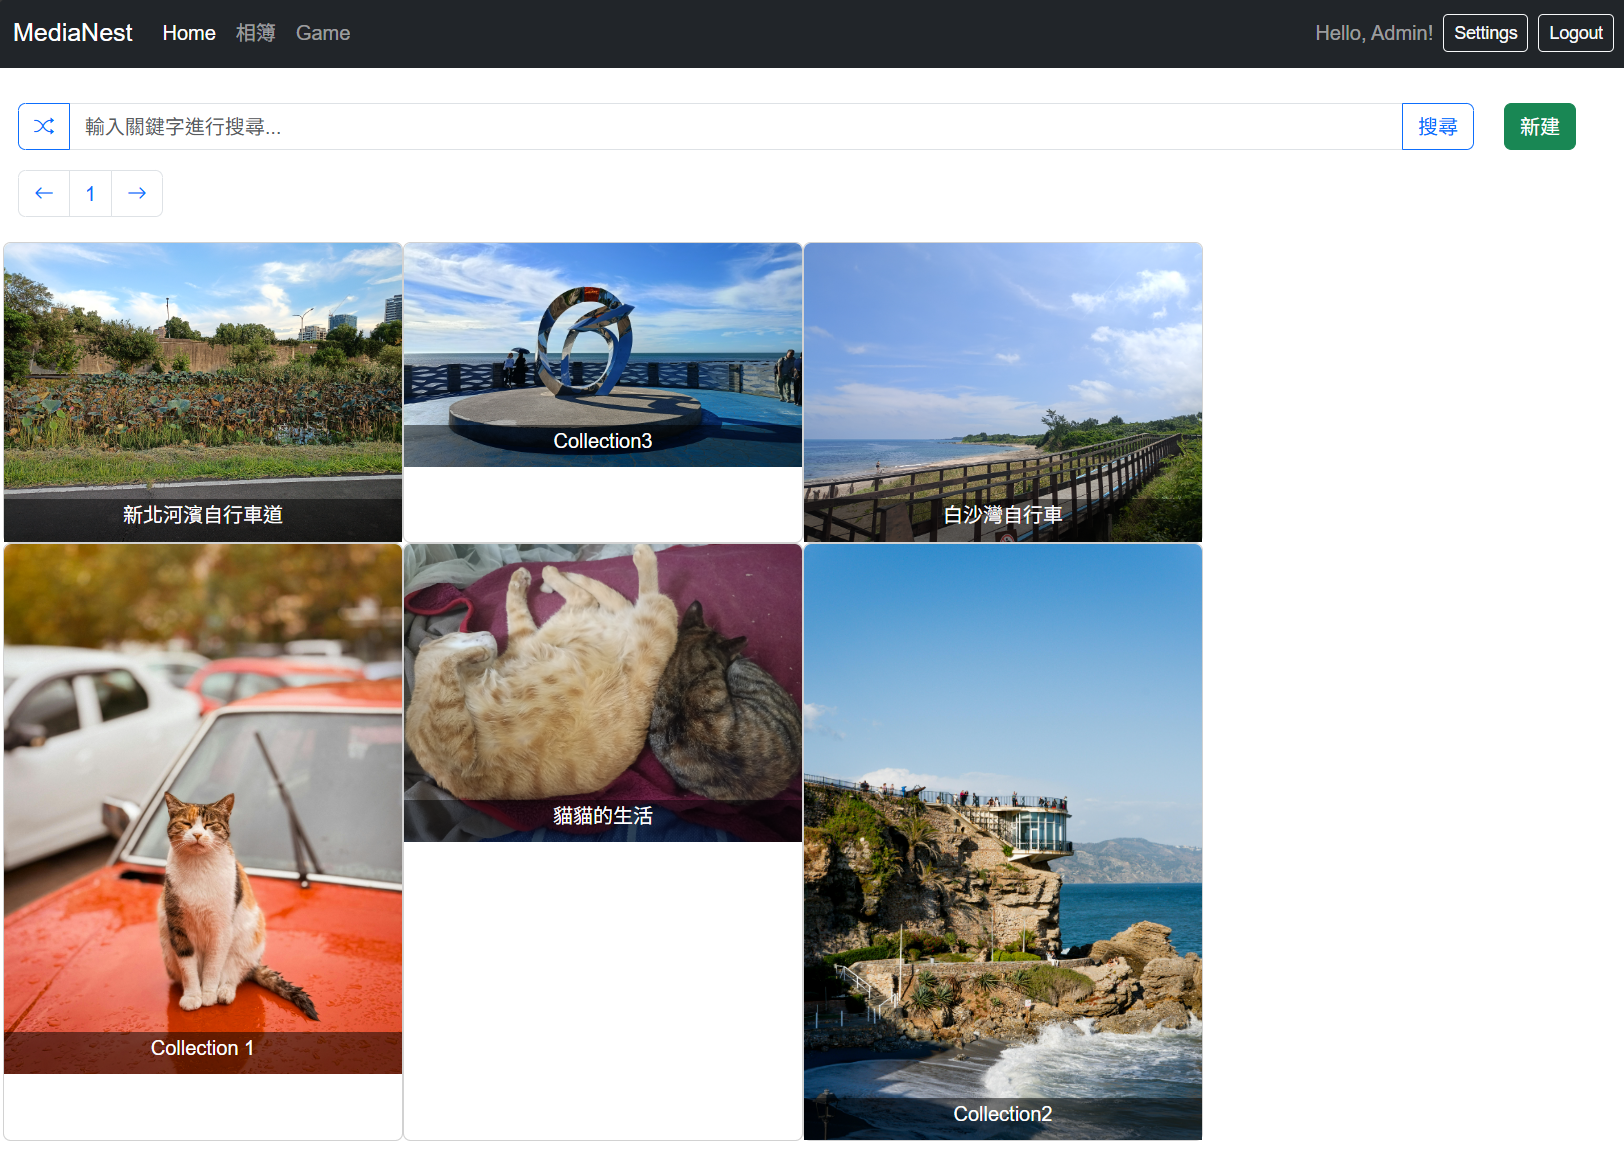 MediaNest Home 相簿 Game Hello, Admin! Settings Logout
輸入關鍵字進行搜尋... 搜尋 新建
← 1 →
新北河濱自行車道
Collection3
白沙灣自行車
Collection 1
貓貓的生活
Collection2